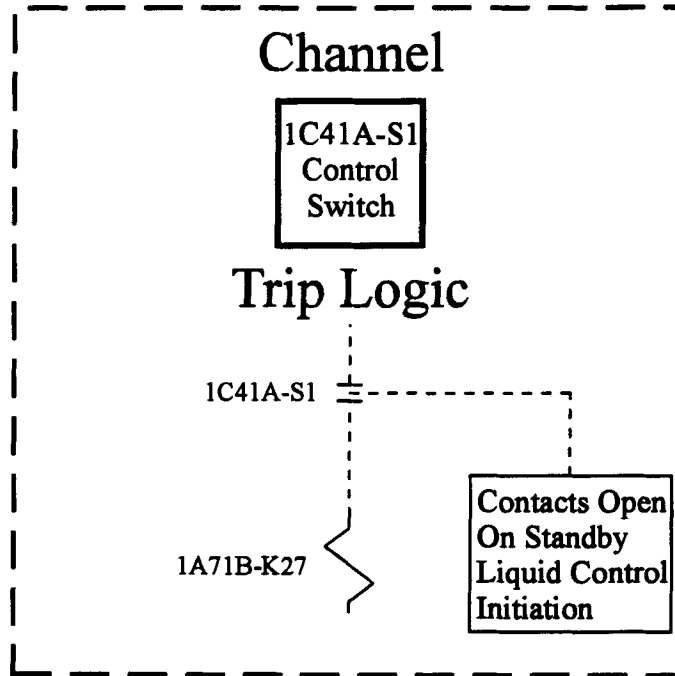 Channel
1C41A-S1
Control
Switch
Trip Logic
1C41A-S1
Contacts Open
On Standby
Liquid Control
Initiation
1A71B-K27